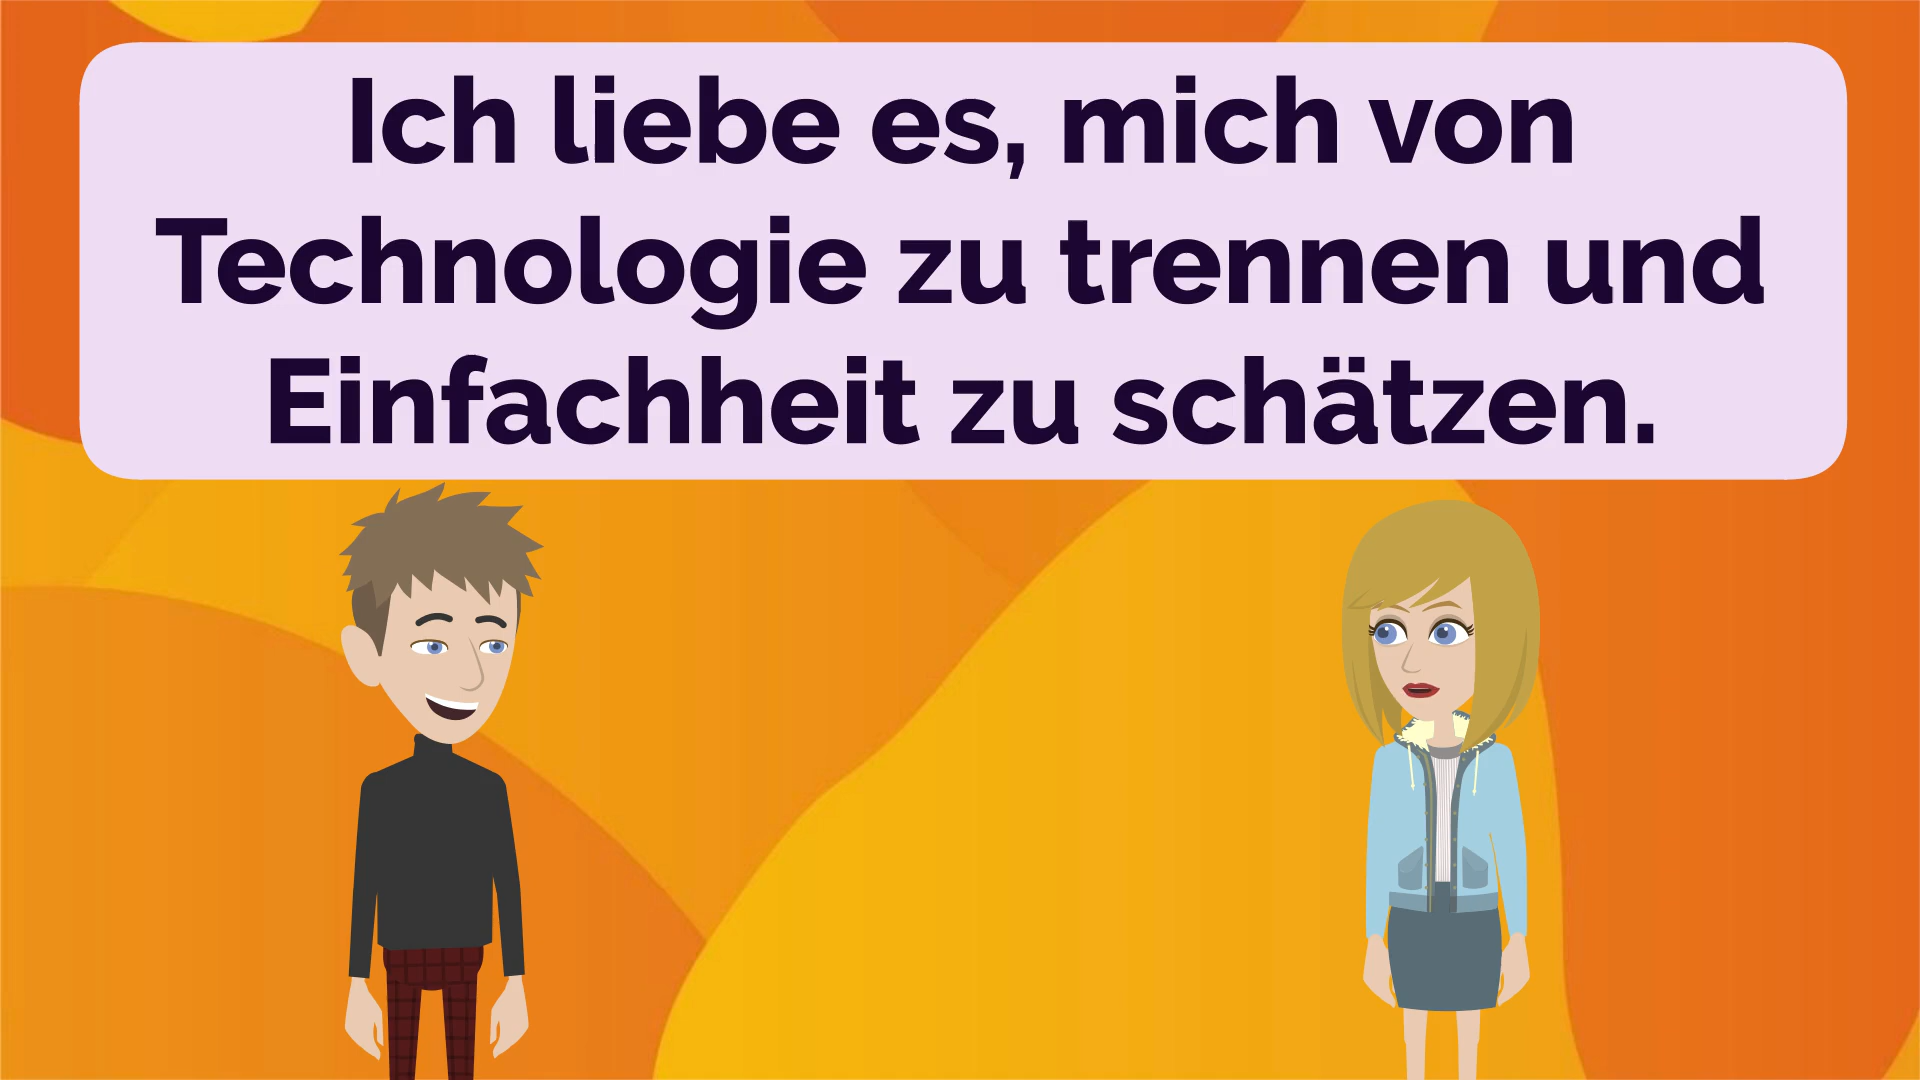 Ich liebe es, mich von
Technologie zu trennen und
Einfachheit zu schätzen.